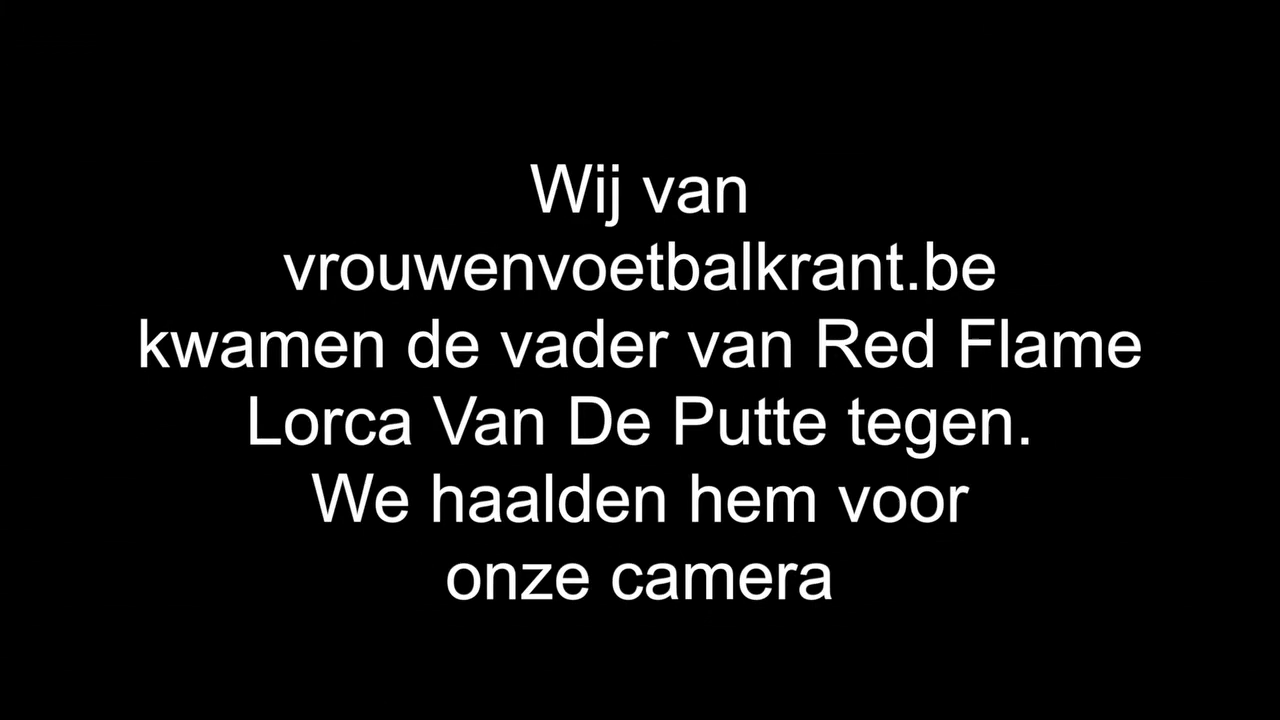 Wij van
vrouwenvoetbalkrant.be
kwamen de vader van Red Flame
Lorca Van De Putte tegen.
We haalden hem voor
onze camera